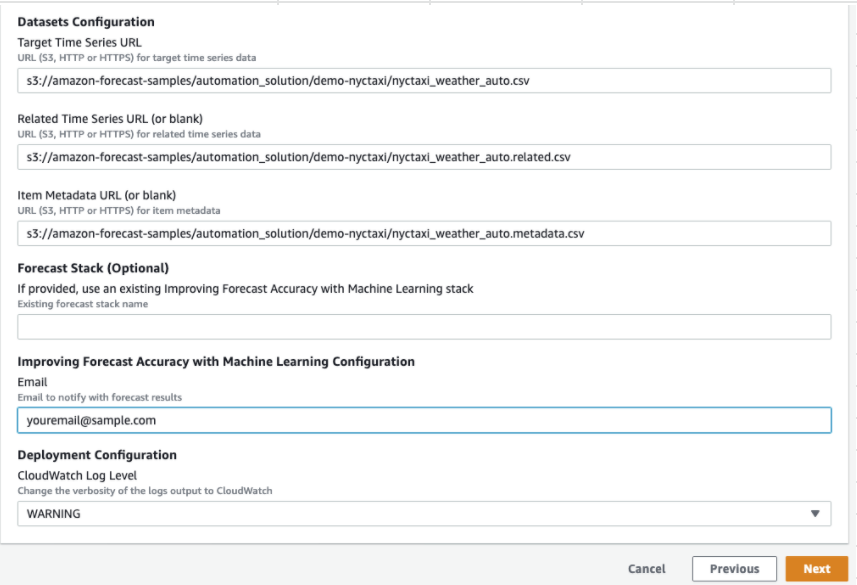 Datasets Configuration
Target Time Series URL
URL (S3, HTTP or HTTPS) for target time series data
s3://amazon-forecast-samples/automation_solution/demo-nyctaxi/nyctaxi_weather_auto.csv
Related Time Series URL (or blank)
URL (S3, HTTP or HTTPS) for related time series data
s3://amazon-forecast-samples/automation_solution/demo-nyctaxi/nyctaxi_weather_auto.related.csv
Item Metadata URL (or blank)
URL (S3, HTTP or HTTPS) for item metadata
s3://amazon-forecast-samples/automation_solution/demo-nyctaxi/nyctaxi_weather_auto.metadata.csv
Forecast Stack (Optional)
If provided, use an existing Improving Forecast Accuracy with Machine Learning stack
Existing forecast stack name
Improving Forecast Accuracy with Machine Learning Configuration
Email
Email to notify with forecast results
youremail@sample.com
Deployment Configuration
CloudWatch Log Level
Change the verbosity of the logs output to CloudWatch
WARNING
Cancel Previous Next